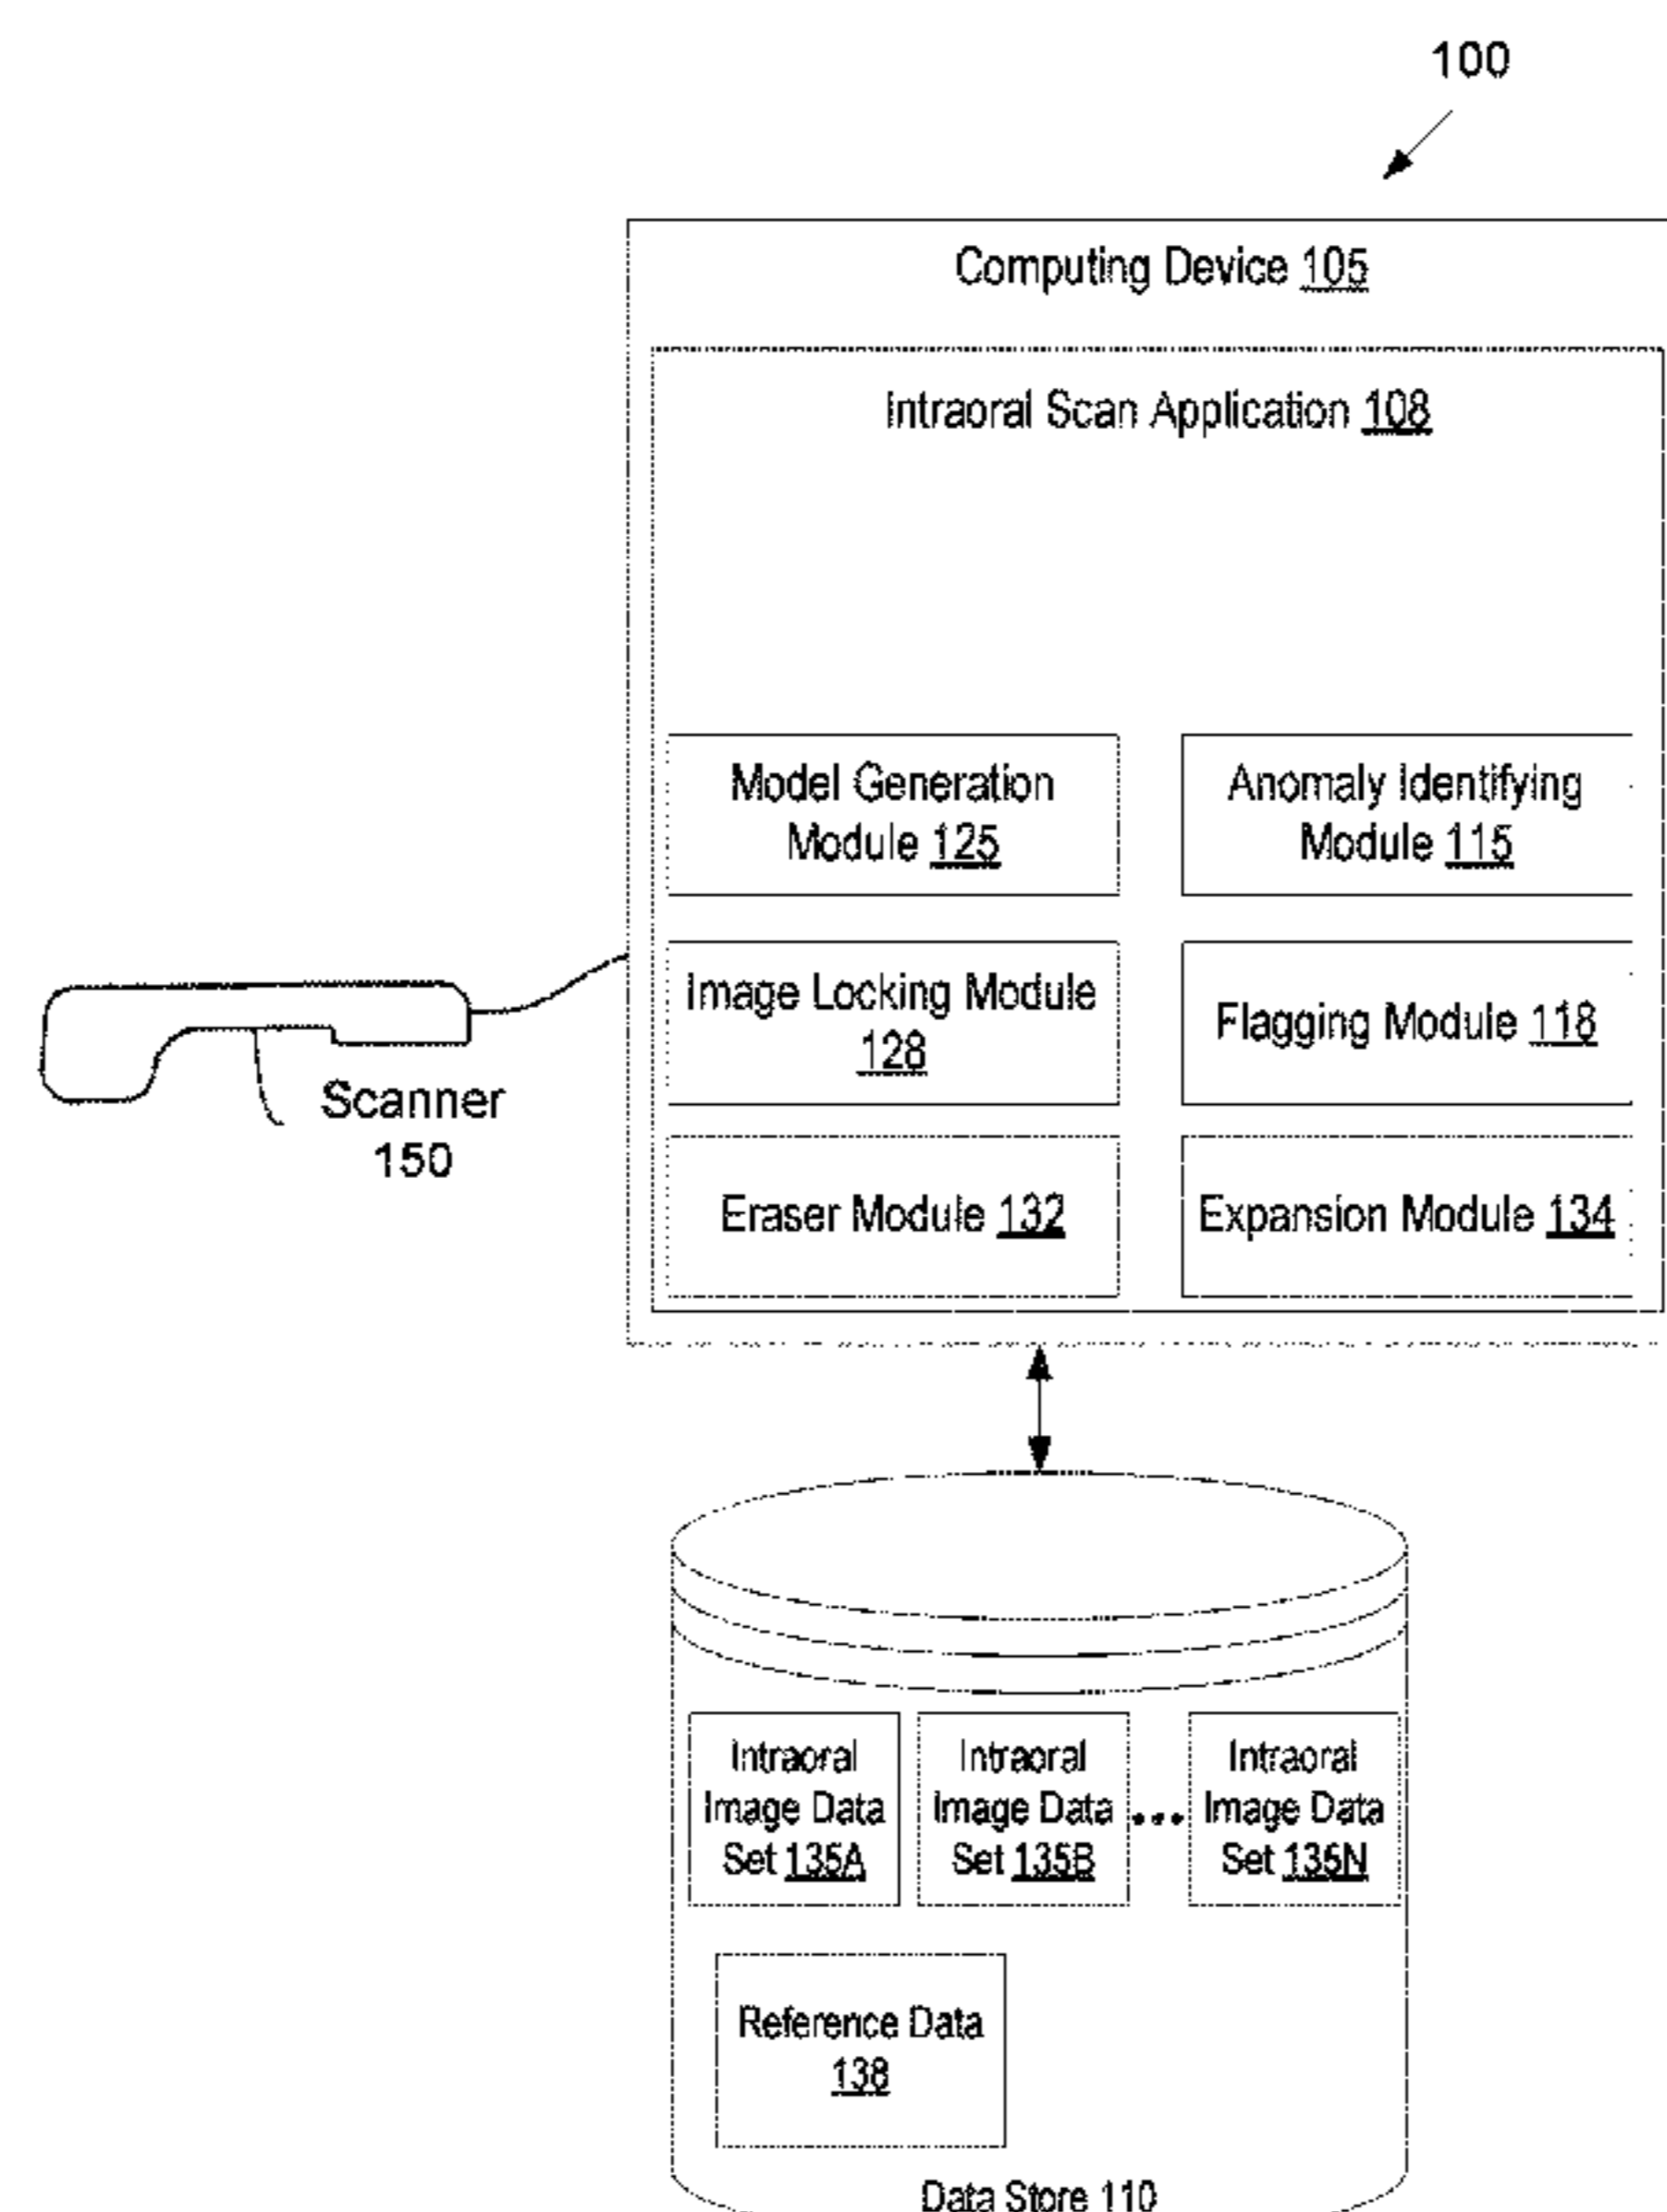 100
Computing Device 105
Intraoral Scan Application 108
Model Generation
Module 125
Anomaly Identifying
Module 115
Image Locking Module
128
Flagging Module 118
Scanner
150
Eraser Module 132
Expansion Module 134
Intraoral
Image Data
Set 135A
Intraoral
Image Data
Set 135B
...
Intraoral
Image Data
Set 135N
Reference Data
138
Data Store 110